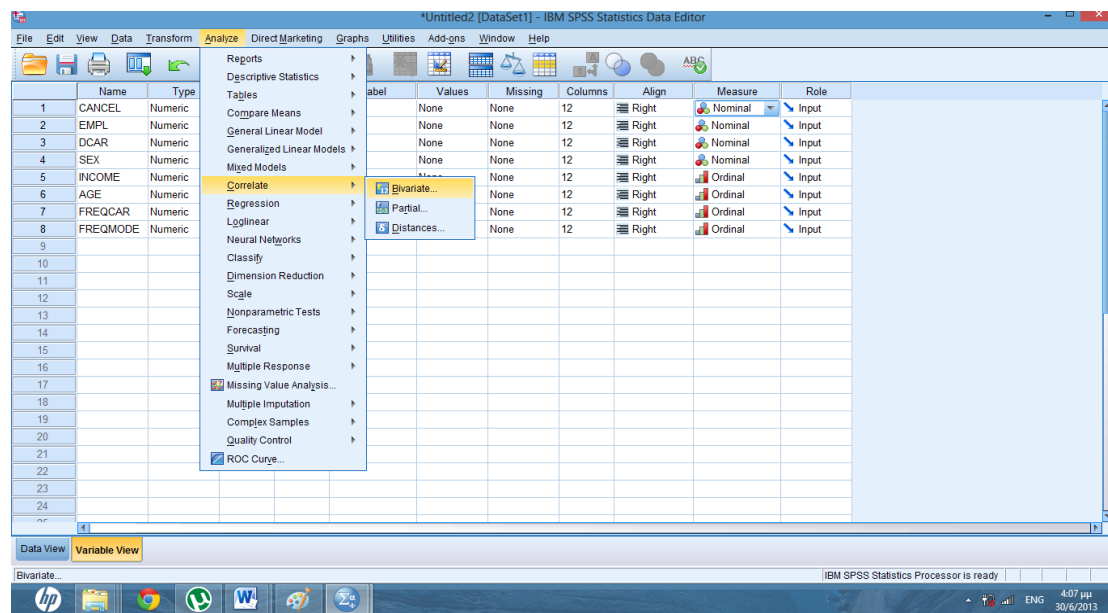 *Untitled2 [DataSet1] - IBM SPSS Statistics Data Editor
File Edit View Data Transform Analyze Direct Marketing Graphs Utilities Add-ons Window Help
Reports
Descriptive Statistics
Tables
Compare Means
General Linear Model
Generalized Linear Models
Mixed Models
Correlate
Regression
Loglinear
Neural Networks
Classify
Dimension Reduction
Scale
Nonparametric Tests
Forecasting
Survival
Multiple Response
Missing Value Analysis...
Multiple Imputation
Complex Samples
Quality Control
ROC Curve...
Bivariate...
Partial...
Distances...
Name Type abel Values Missing Columns Align Measure Role
1 CANCEL Numeric None None 12 Right Nominal Input
2 EMPL Numeric None None 12 Right Nominal Input
3 DCAR Numeric None None 12 Right Nominal Input
4 SEX Numeric None None 12 Right Nominal Input
5 INCOME Numeric None 12 Right Ordinal Input
6 AGE Numeric None 12 Right Ordinal Input
7 FREQCAR Numeric None 12 Right Ordinal Input
8 FREQMODE Numeric None 12 Right Ordinal Input
9
10
11
12
13
14
15
16
17
18
19
20
21
22
23
24
Data View Variable View
Bivariate... IBM SPSS Statistics Processor is ready
hp W Σα ENG 4:07 μμ
30/6/2013